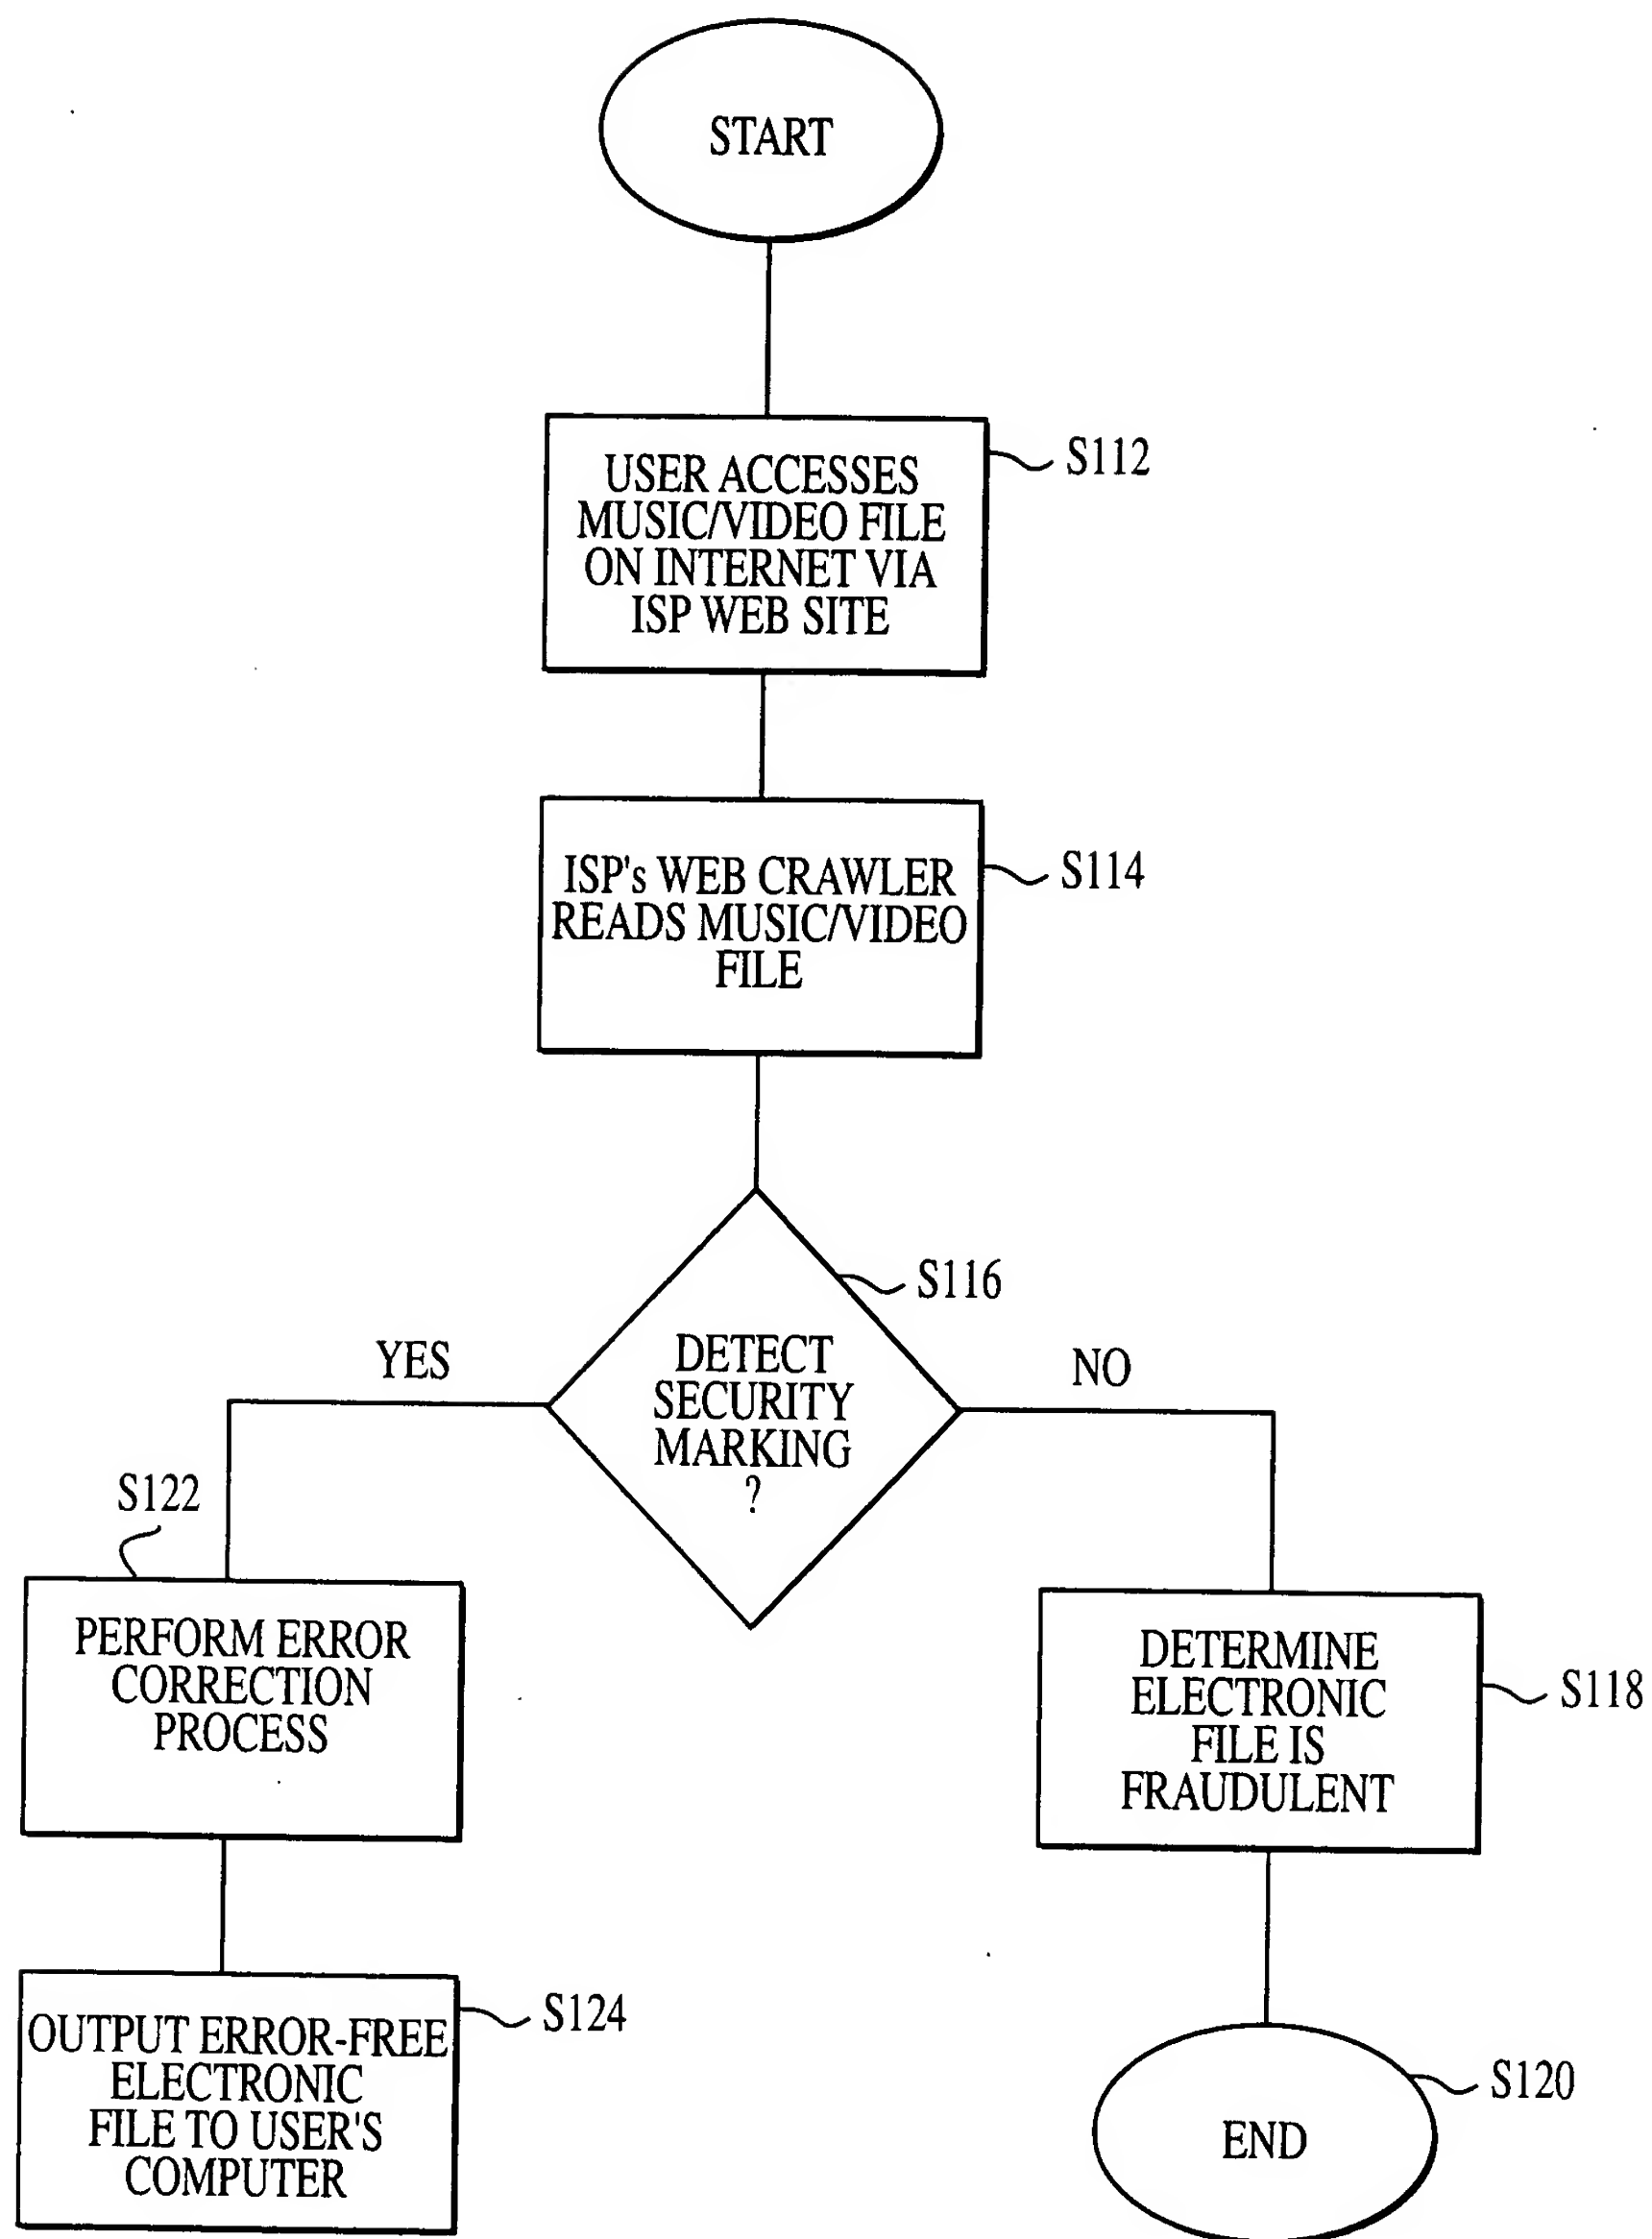 START
USER ACCESSES
MUSIC/VIDEO FILE
ON INTERNET VIA
ISP WEB SITE
S112
ISP's WEB CRAWLER
READS MUSIC/VIDEO
FILE
S114
DETECT
SECURITY
MARKING
?
S116
YES
NO
S122
PERFORM ERROR
CORRECTION
PROCESS
DETERMINE
ELECTRONIC
FILE IS
FRAUDULENT
S118
OUTPUT ERROR-FREE
ELECTRONIC
FILE TO USER'S
COMPUTER
S124
END
S120